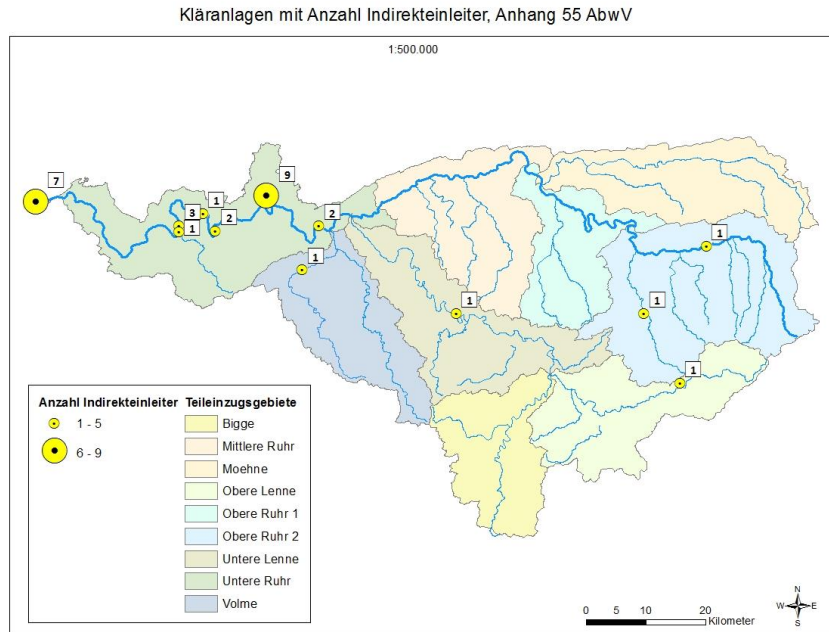 Kläranlagen mit Anzahl Indirekteinleiter, Anhang 55 AbwV
1:500.000
7
9
1
3
2
1
2
1
1
1
1
1
Anzahl Indirekteinleiter
1 - 5
6 - 9
Teileinzugsgebiete
Bigge
Mittlere Ruhr
Moehne
Obere Lenne
Obere Ruhr 1
Obere Ruhr 2
Untere Lenne
Untere Ruhr
Volme
N
W E
S
0 5 10 20
Kilometer